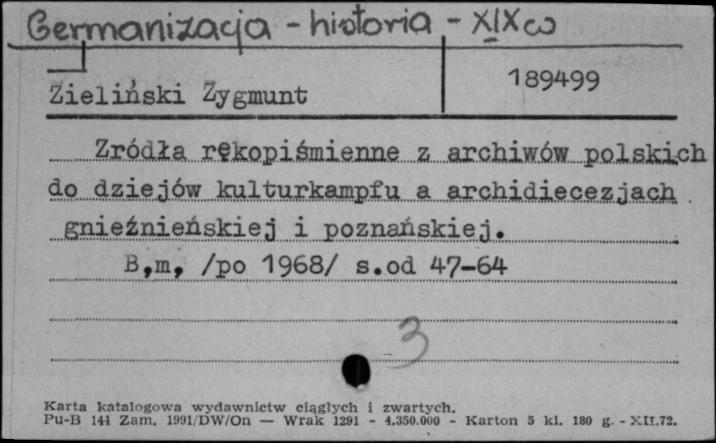 Germanizacja - historia - XIX w
189499
Zieliński Zygmunt
Zródła rękopiśmienne z archiwów polskich
do dziejów kulturkampfu a archidiecezjach
gnieźnieńskiej i poznańskiej.
B,m, /po 1968/ s.od 47-64
3
Karta katalogowa wydawnictw ciągłych i zwartych.
Pu-B 144 Zam. 1991/DW/On — Wrak 1291 - 4.350.000 - Karton 5 kl. 180 g. - XII.72.